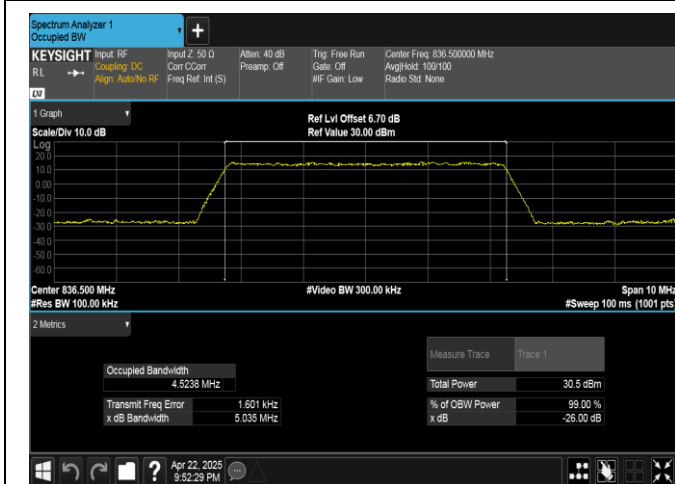 Spectrum Analyzer 1
Occupied BW
KEYSIGHT Input: RF Input Z: 50 Ω Atten: 40 dB Trig: Free Run Center Freq: 836.500000 MHz
RL Coupling: DC Corr CCorr Preamp: Off Gate: Off Avg|Hold: 100/100
Align: Auto/No RF Freq Ref: Int (S) #IF Gain: Low Radio Std: None
LXI
1 Graph Ref Lvl Offset 6.70 dB
Scale/Div 10.0 dB Ref Value 30.00 dBm
Log
20.0
10.0
0.00
-10.0
-20.0
-30.0
-40.0
-50.0
-60.0
Center 836.500 MHz #Video BW 300.00 kHz Span 10 MHz
#Res BW 100.00 kHz #Sweep 100 ms (1001 pts)
2 Metrics
Measure Trace Trace 1
Occupied Bandwidth
4.5238 MHz Total Power 30.5 dBm
Transmit Freq Error 1.601 kHz % of OBW Power 99.00 %
x dB Bandwidth 5.035 MHz x dB -26.00 dB
? Apr 22, 2025
9:52:29 PM